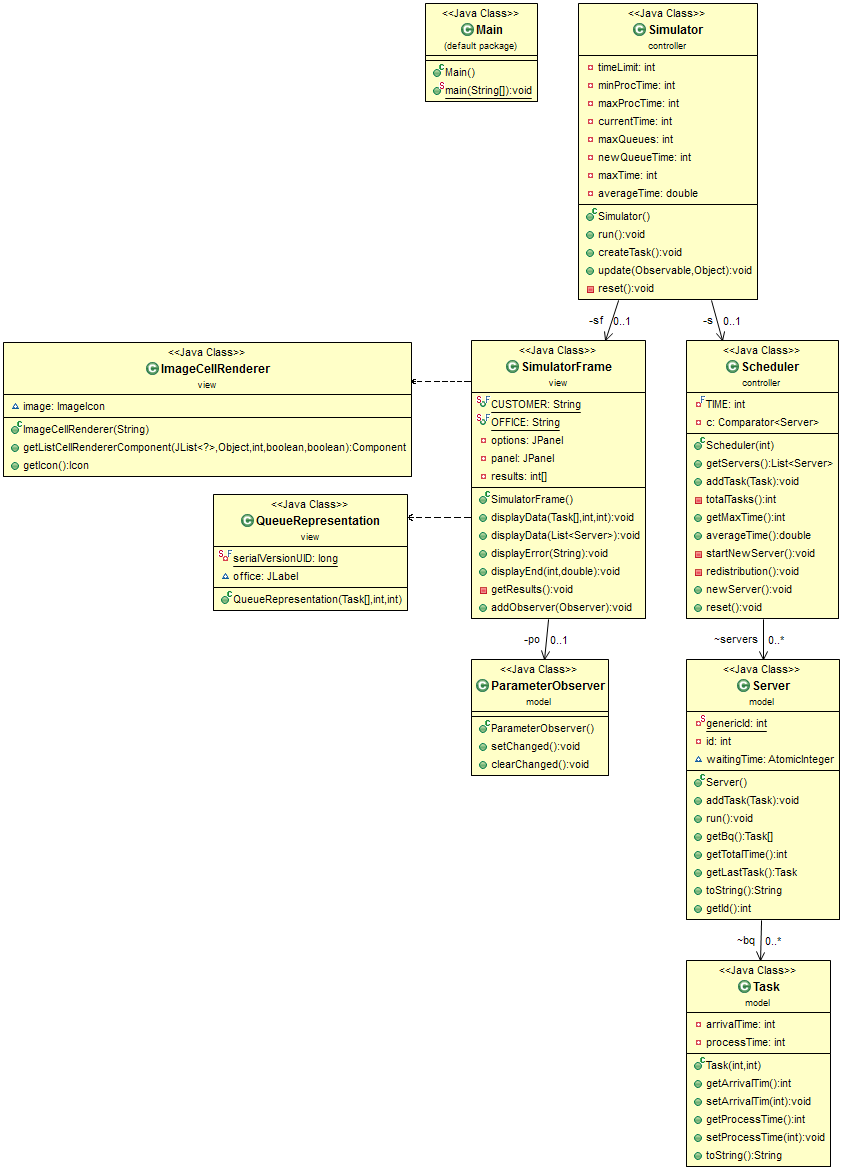 <<Java Class>>
Main
(default package)
Main()
main(String[]):void
<<Java Class>>
Simulator
controller
timeLimit: int
minProcTime: int
maxProcTime: int
currentTime: int
maxQueues: int
newQueueTime: int
maxTime: int
averageTime: double
Simulator()
run():void
createTask():void
update(Observable,Object):void
reset():void
-sf 0..1
-s 0..1
<<Java Class>>
ImageCellRenderer
view
image: ImageIcon
ImageCellRenderer(String)
getListCellRendererComponent(JList<?>,Object,int,boolean,boolean):Component
getIcon():Icon
<<Java Class>>
SimulatorFrame
view
CUSTOMER: String
OFFICE: String
options: JPanel
panel: JPanel
results: int[]
SimulatorFrame()
displayData(Task[],int,int):void
displayData(List<Server>):void
displayError(String):void
displayEnd(int,double):void
getResults():void
addObserver(Observer):void
<<Java Class>>
Scheduler
controller
TIME: int
c: Comparator<Server>
Scheduler(int)
getServers():List<Server>
addTask(Task):void
totalTasks():int
getMaxTime():int
averageTime():double
startNewServer():void
redistribution():void
newServer():void
reset():void
<<Java Class>>
QueueRepresentation
view
serialVersionUID: long
office: JLabel
QueueRepresentation(Task[],int,int)
-po 0..1
~servers 0..*
<<Java Class>>
ParameterObserver
model
ParameterObserver()
setChanged():void
clearChanged():void
<<Java Class>>
Server
model
genericId: int
id: int
waitingTime: AtomicInteger
Server()
addTask(Task):void
run():void
getBq():Task[]
getTotalTime():int
getLastTask():Task
toString():String
getId():int
~bq 0..*
<<Java Class>>
Task
model
arrivalTime: int
processTime: int
Task(int,int)
getArrivalTim():int
setArrivalTim(int):void
getProcessTime():int
setProcessTime(int):void
toString():String